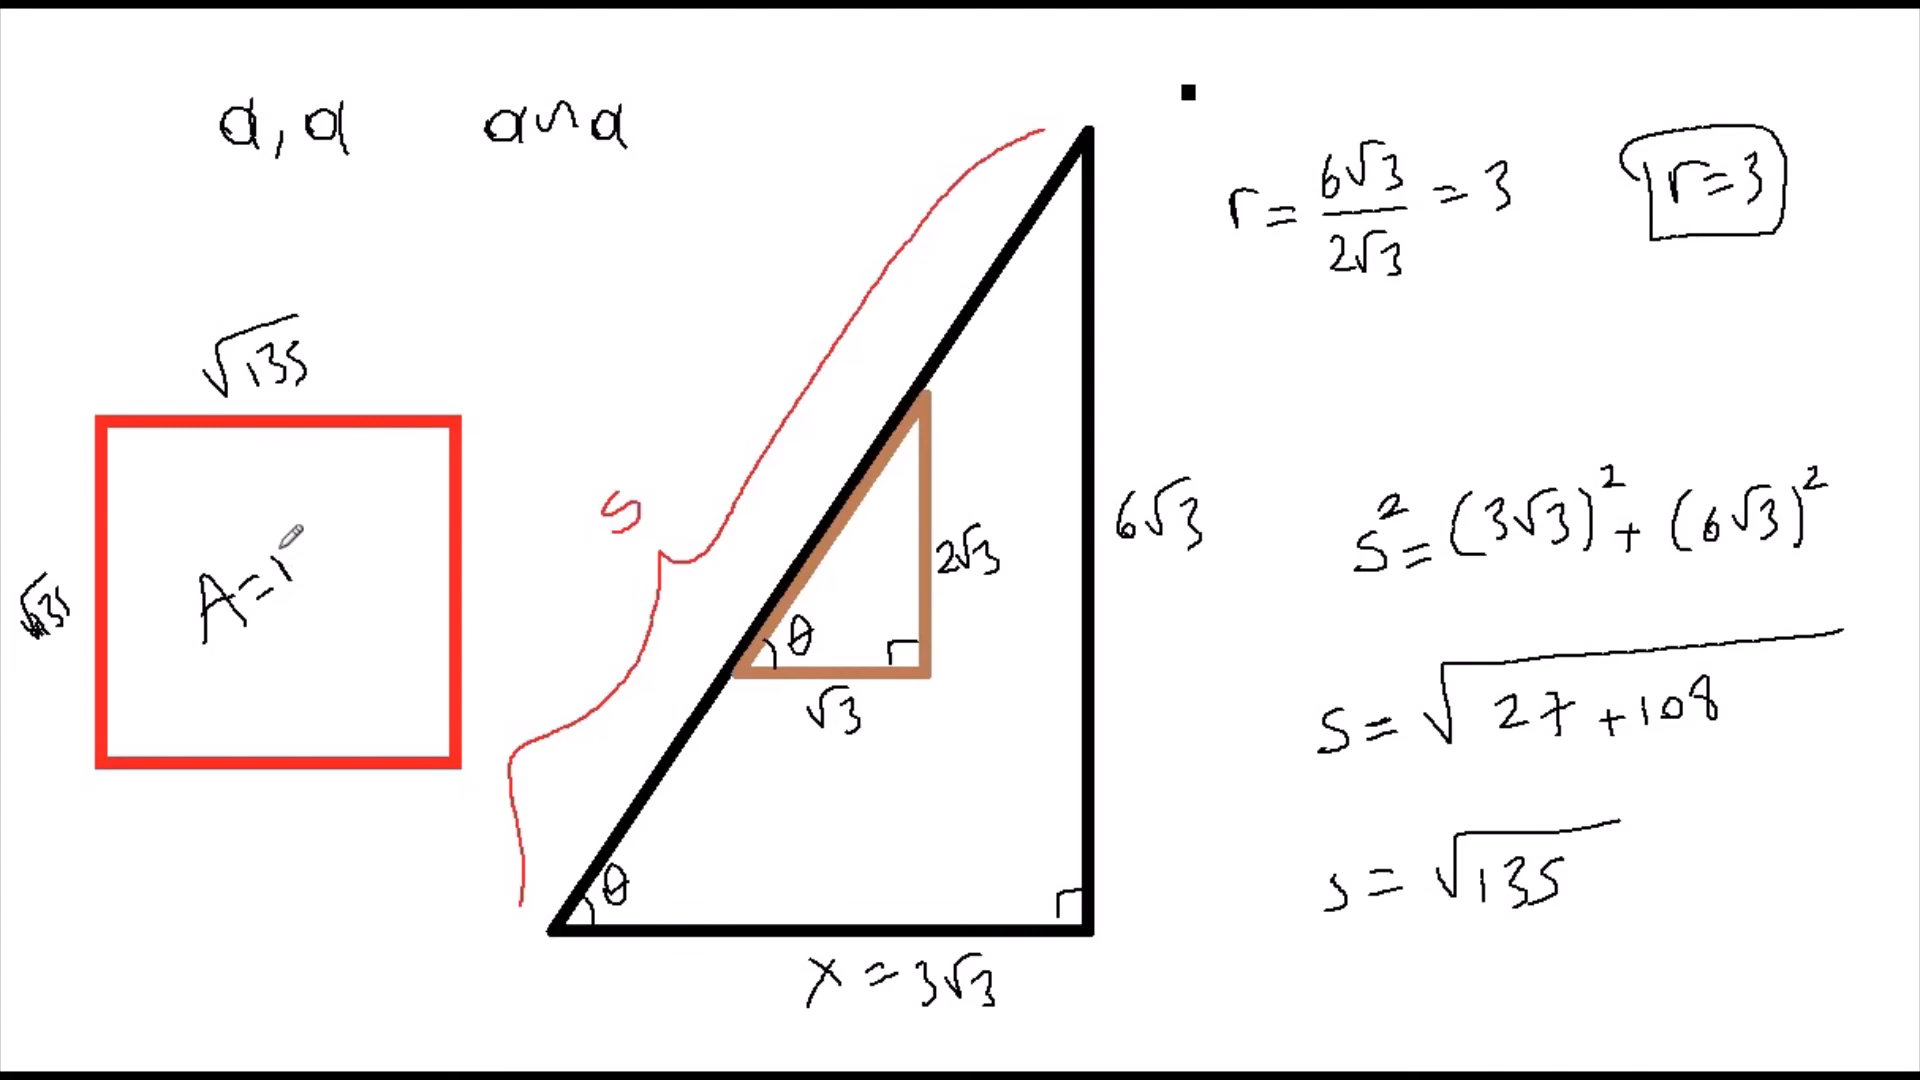 a, a a∽a
r = 6√3 / 2√3 = 3
r=3
√135
√135
A=1
S
θ
2√3
√3
6√3
θ
x = 3√3
S² = (3√3)² + (6√3)²
S = √27+108
s = √135